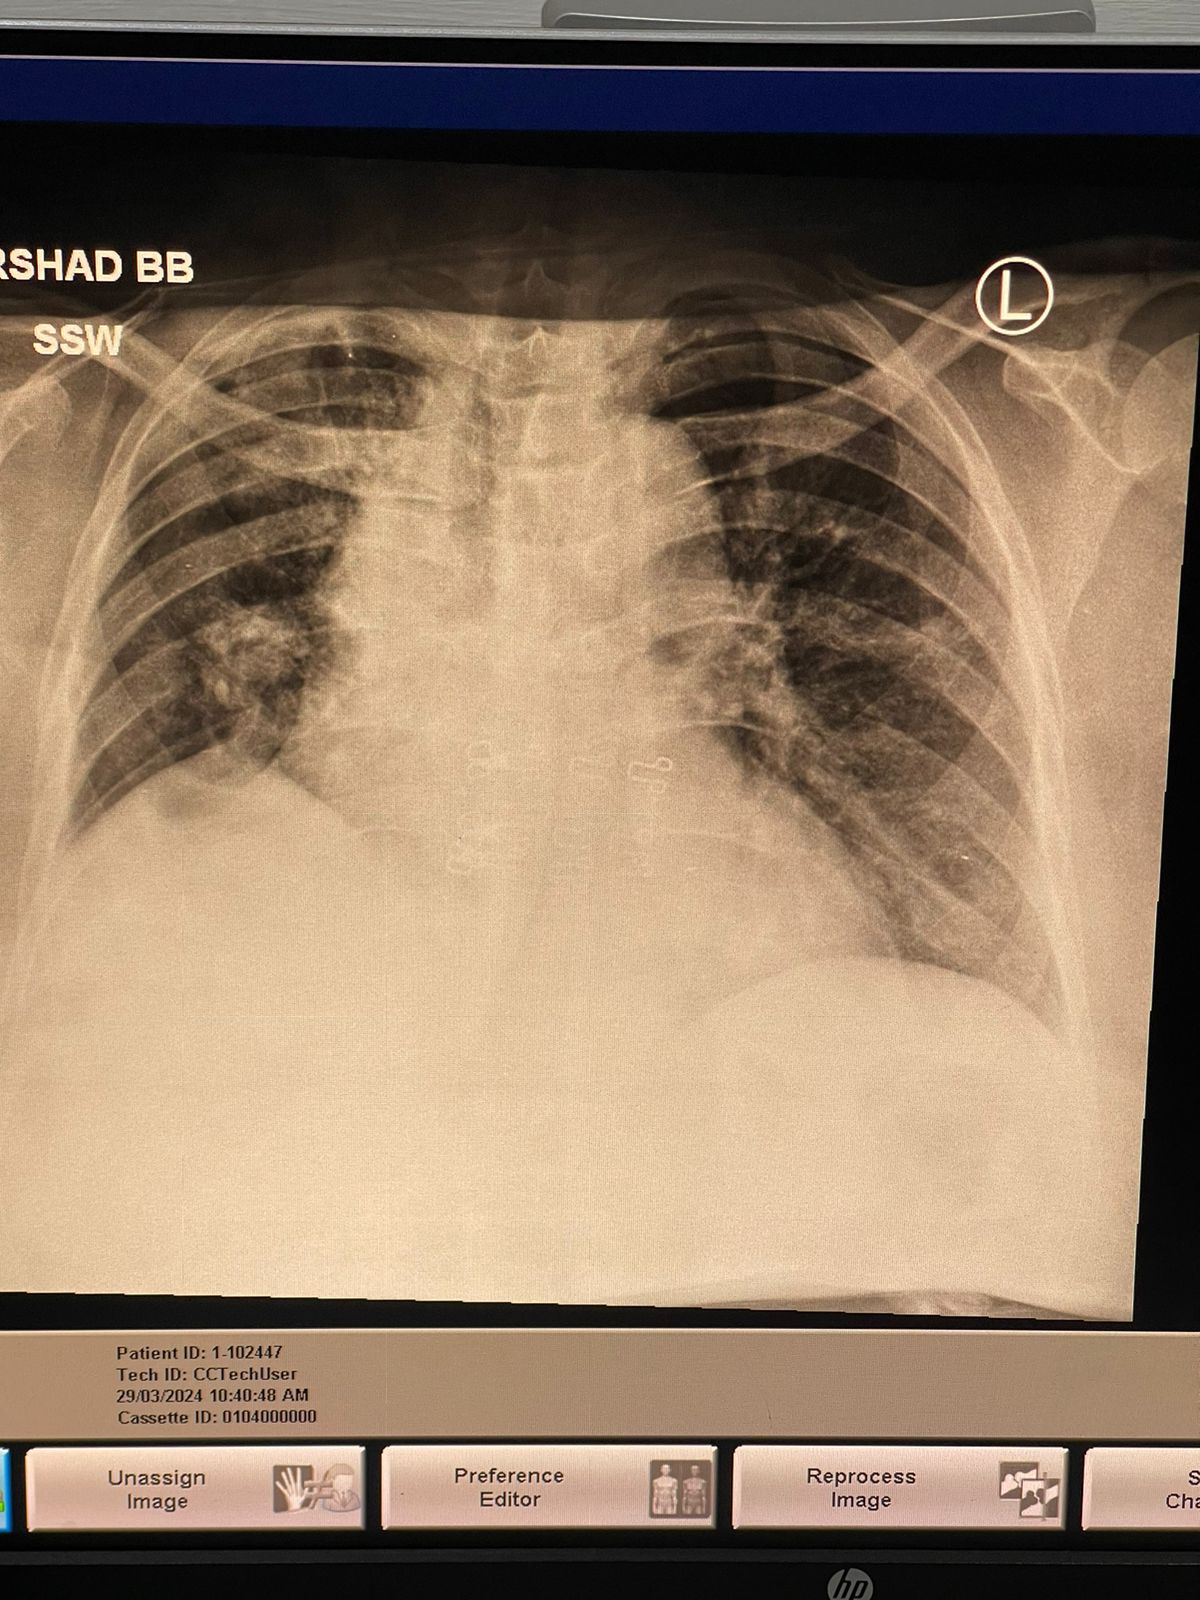 RSHAD BB
SSW
L
Patient ID: 1-102447
Tech ID: CCTechUser
29/03/2024 10:40:48 AM
Cassette ID: 0104000000
Unassign
Image
Preference
Editor
Reprocess
Image
hp